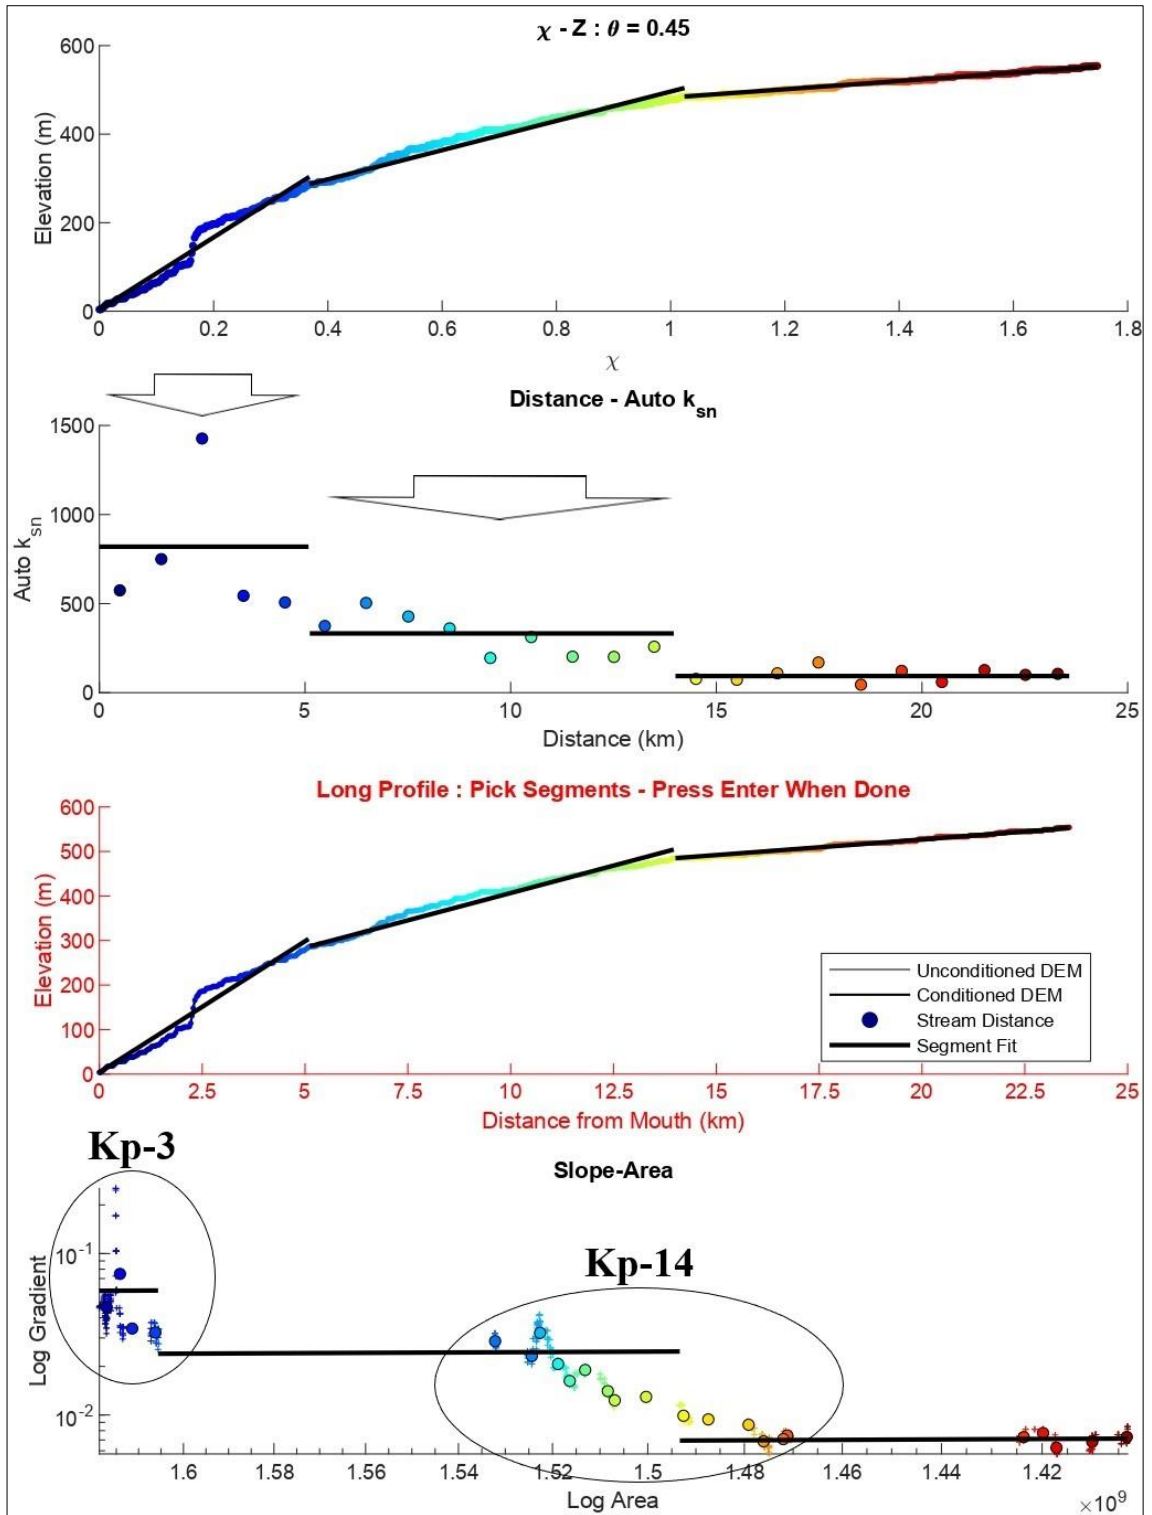 χ - Z : θ = 0.45
600
400
200
0
Elevation (m)
0 0.2 0.4 0.6 0.8 1 1.2 1.4 1.6 1.8
χ
Distance - Auto ksn
1500
1000
500
0
Auto ksn
0 5 10 15 20 25
Distance (km)
Long Profile : Pick Segments - Press Enter When Done
600
500
400
300
200
100
0
Elevation (m)
Unconditioned DEM
Conditioned DEM
Stream Distance
Segment Fit
0 2.5 5 7.5 10 12.5 15 17.5 20 22.5 25
Distance from Mouth (km)
Kp-3
Slope-Area
Kp-14
10-1
10-2
Log Gradient
1.6 1.58 1.56 1.54 1.52 1.5 1.48 1.46 1.44 1.42
Log Area
×10 9